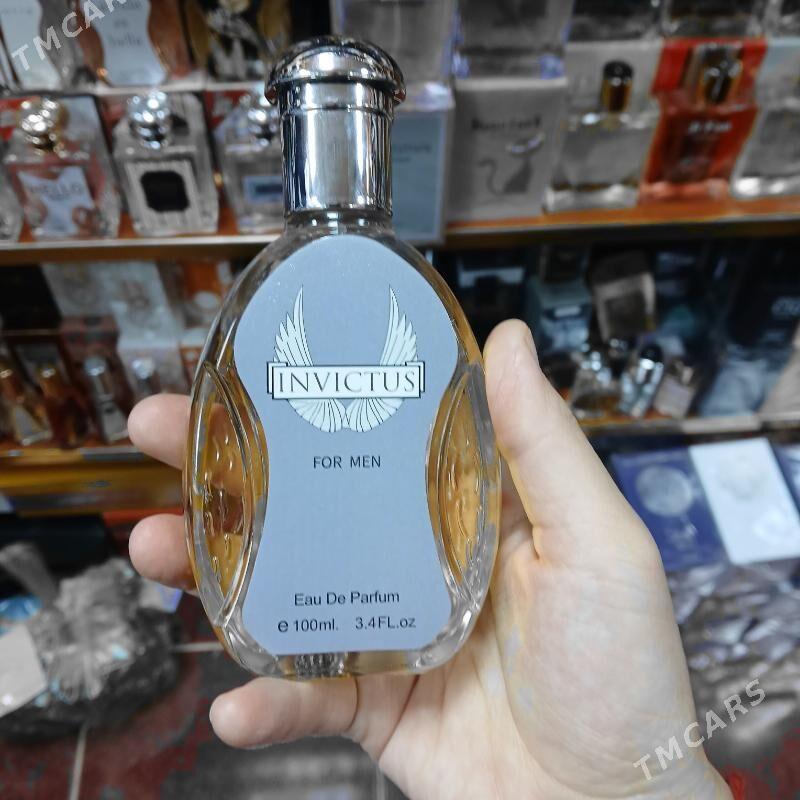 TMCARS
INVICTUS
FOR MEN
Eau De Parfum
e 100ml. 3.4FL.oz
TMCARS